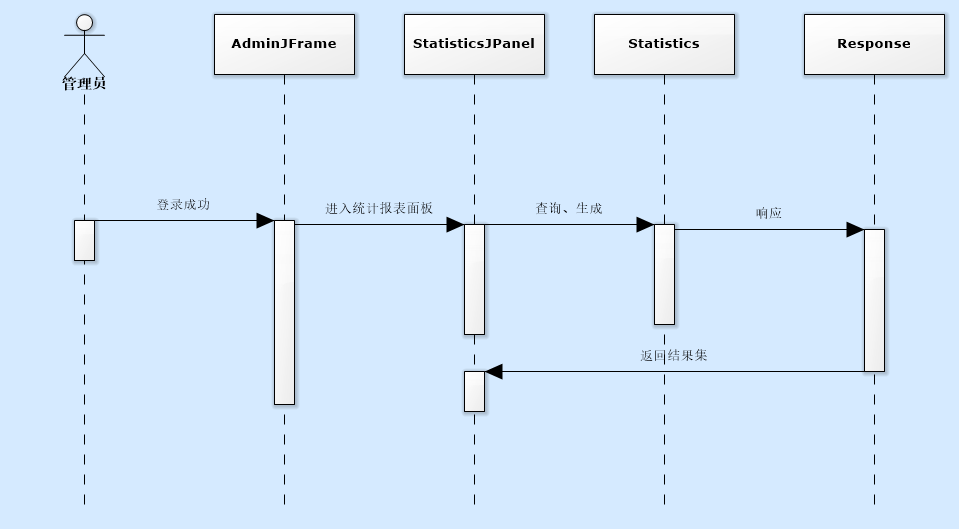 管理员
AdminJFrame
StatisticsJPanel
Statistics
Response
登录成功
进入统计报表面板
查询、生成
响应
返回结果集